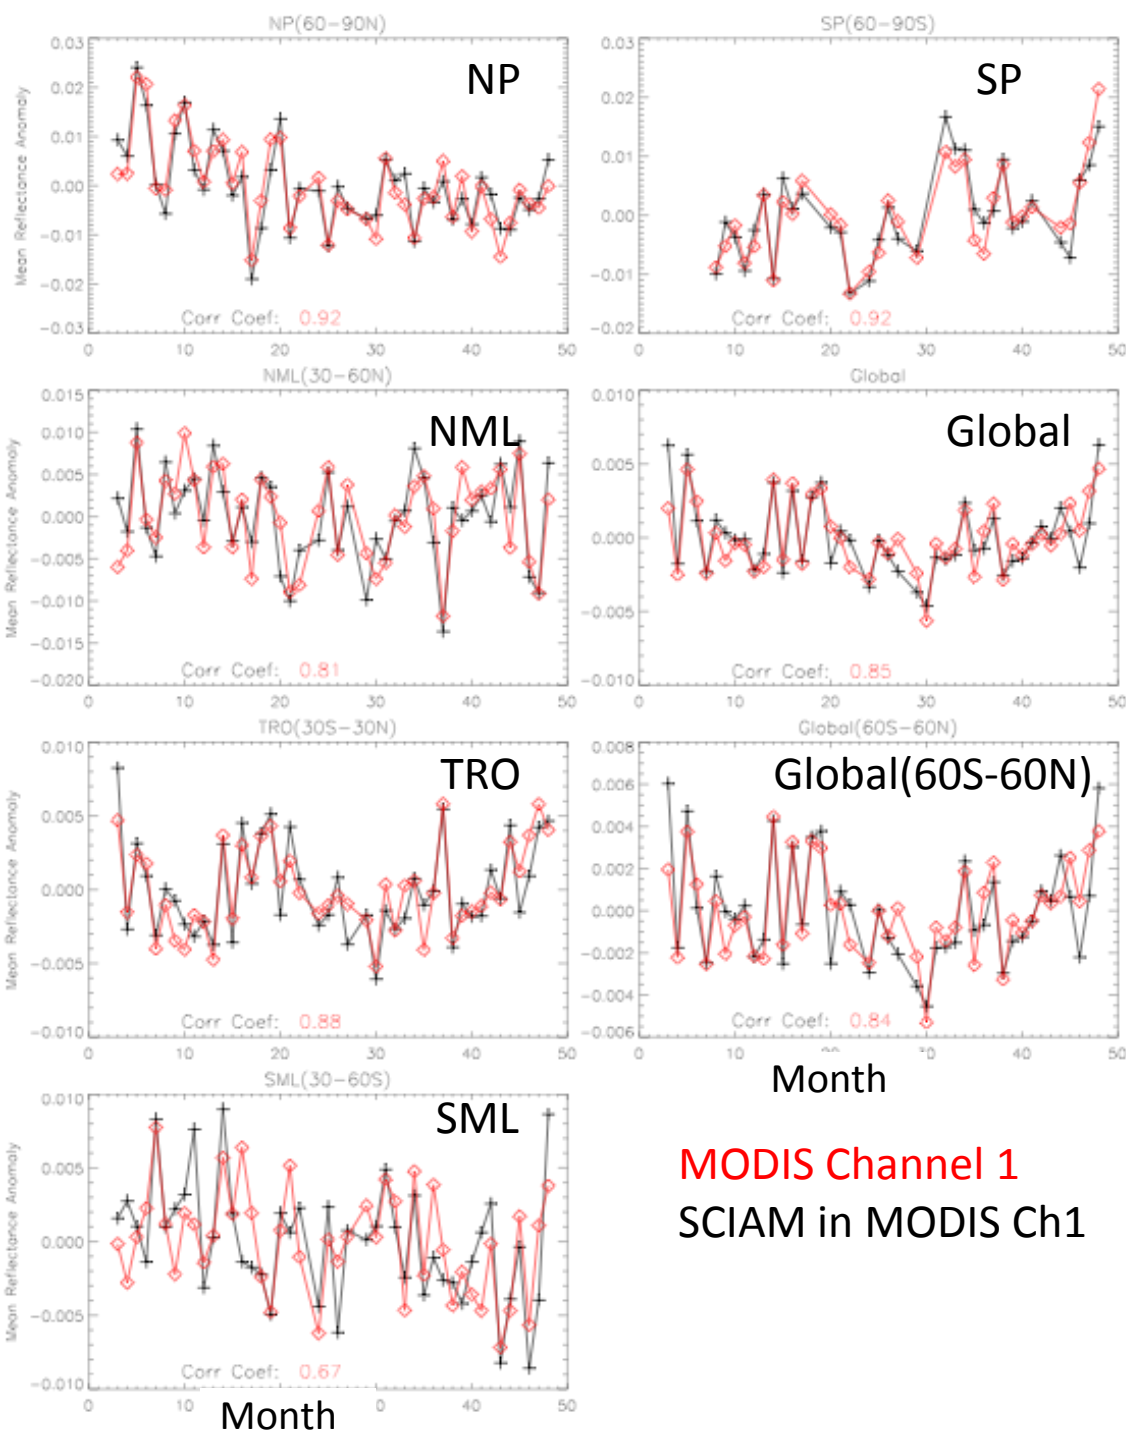 NP(60-90N)
NP
Mean Reflectance Anomaly
0.03
0.02
0.01
0.00
-0.01
-0.02
-0.03
Corr Coef: 0.92
0 10 20 30 40 50
SP(60-90S)
SP
0.03
0.02
0.01
0.00
-0.01
-0.02
Corr Coef: 0.92
0 10 20 30 40 50
NML(30-60N)
NML
Mean Reflectance Anomaly
0.015
0.010
0.005
0.000
-0.005
-0.010
-0.015
-0.020
Corr Coef: 0.81
0 10 20 30 40 50
Global
Global
0.010
0.005
0.000
-0.005
-0.010
Corr Coef: 0.85
0 10 20 30 40 50
TRO(30S-30N)
TRO
Mean Reflectance Anomaly
0.010
0.005
0.000
-0.005
-0.010
Corr Coef: 0.88
0 10 20 30 40 50
Global(60S-60N)
Global(60S-60N)
0.008
0.006
0.004
0.002
0.000
-0.002
-0.004
-0.006
Corr Coef: 0.84
0 10 20 30 40 50
Month
SML(30-60S)
SML
Mean Reflectance Anomaly
0.010
0.005
0.000
-0.005
-0.010
Corr Coef: 0.67
0 10 20 0 40 50
Month
MODIS Channel 1
SCIAM in MODIS Ch1